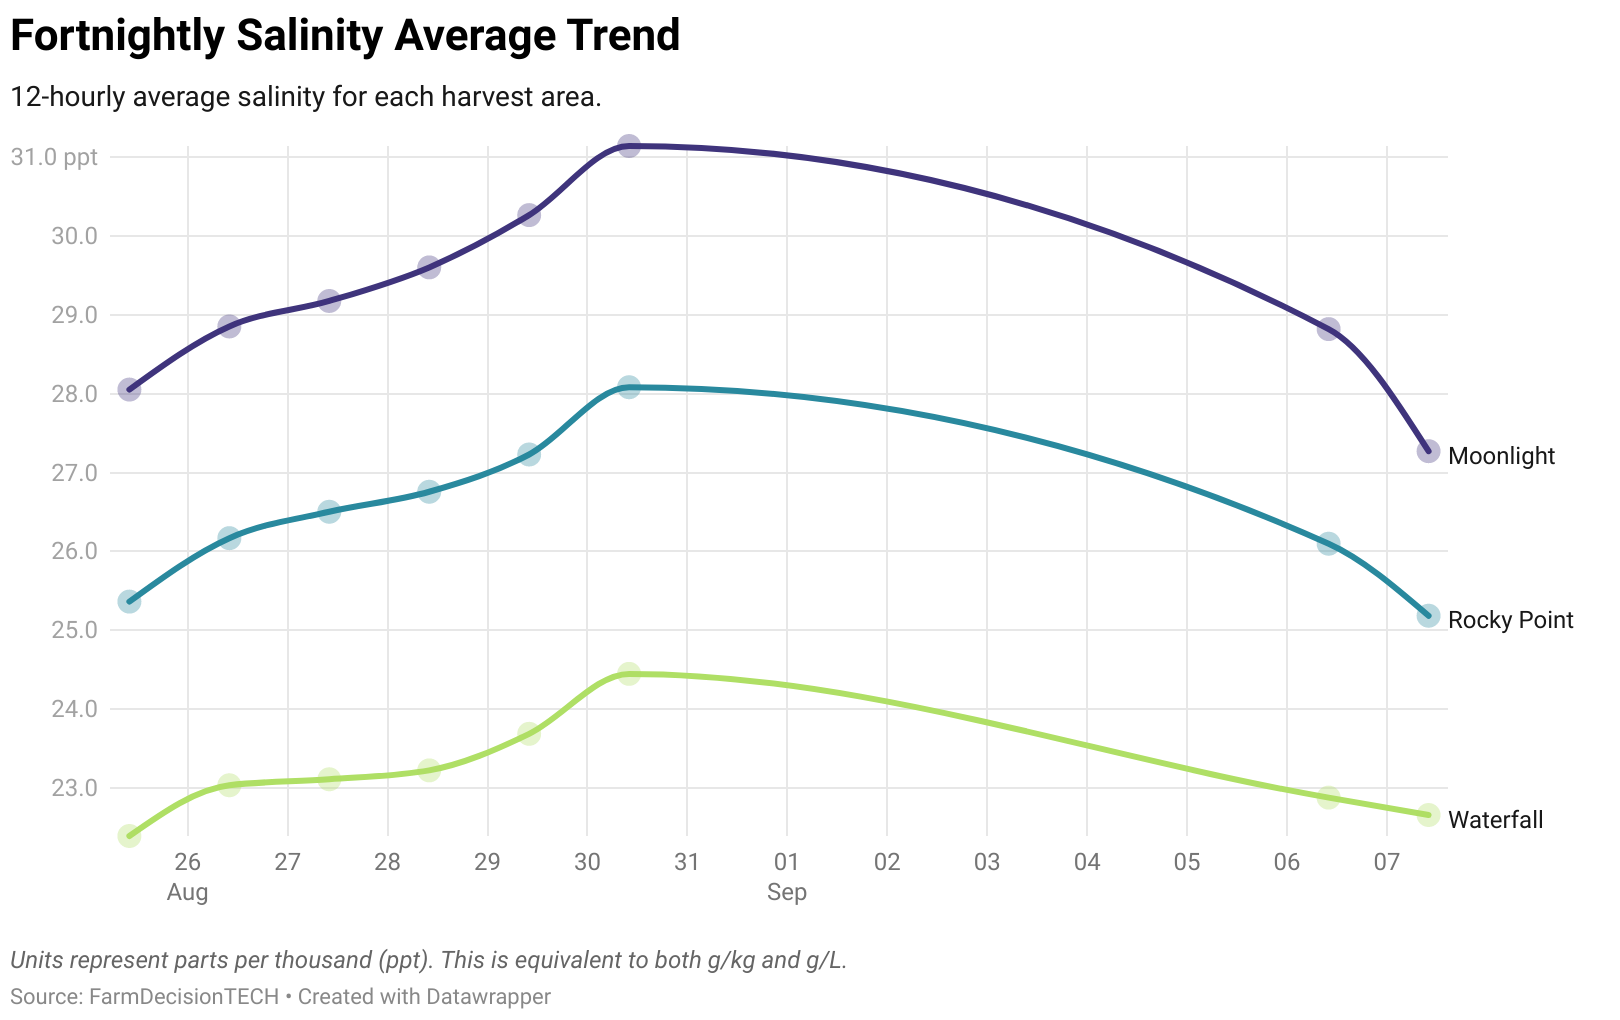 Fortnightly Salinity Average Trend
12-hourly average salinity for each harvest area.
31.0 ppt
30.0
29.0
28.0
27.0
26.0
25.0
24.0
23.0
Moonlight
Rocky Point
Waterfall
26 27 28 29 30 31 01 02 03 04 05 06 07
Aug Sep
Units represent parts per thousand (ppt). This is equivalent to both g/kg and g/L.
Source: FarmDecisionTECH • Created with Datawrapper